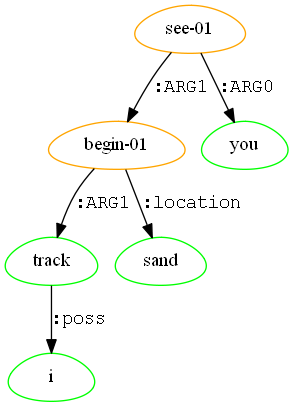 see-01
:ARG1 :ARG0
begin-01 you
:ARG1 :location
track sand
:poss
i